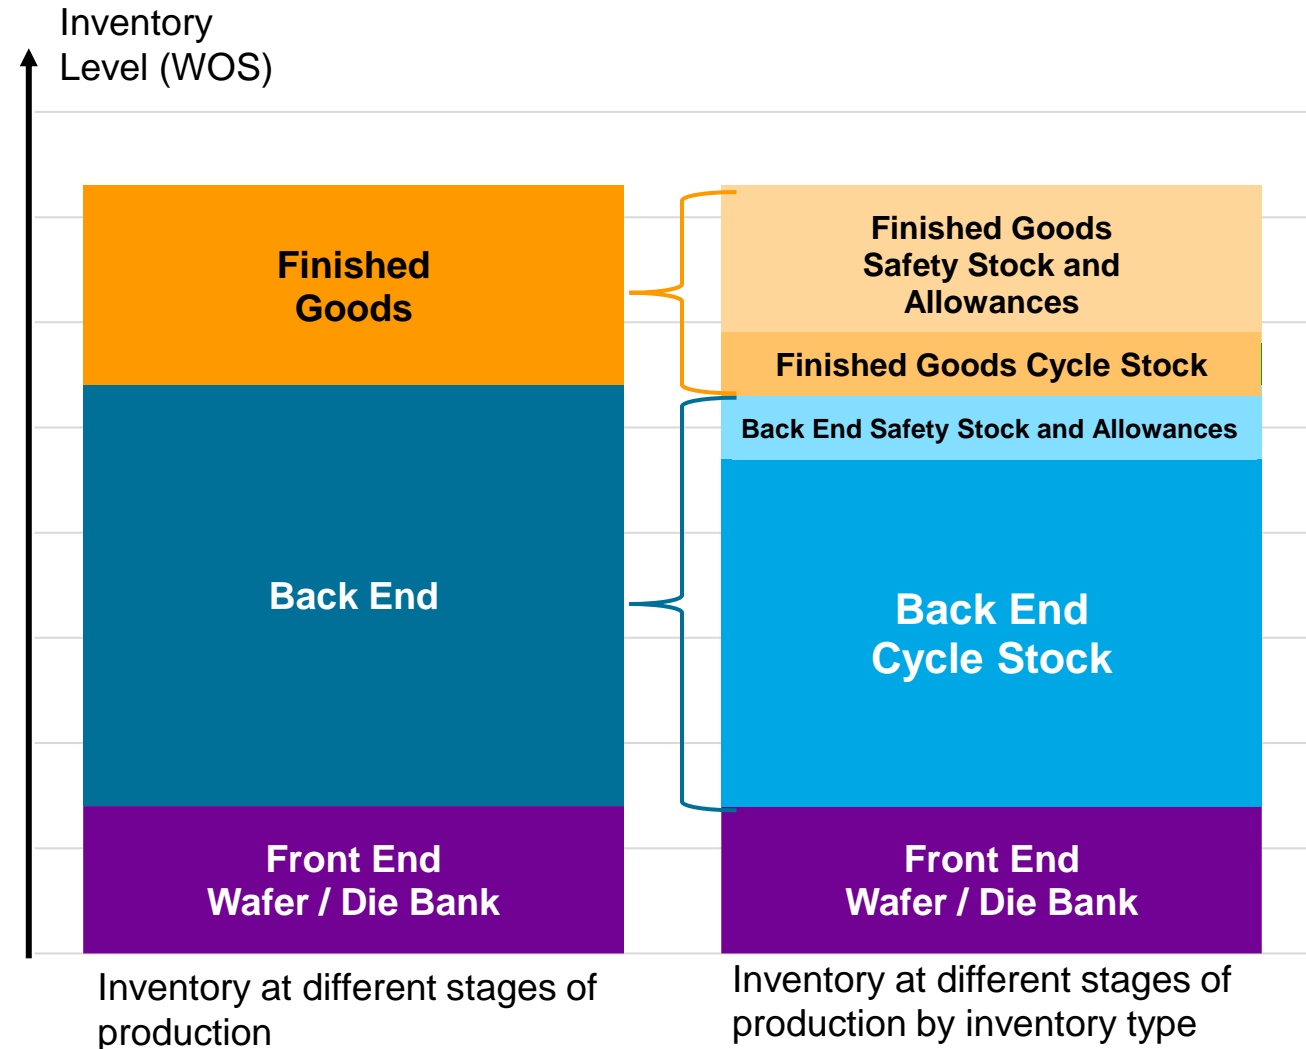 Inventory
Level (WOS)
Finished
Goods
Back End
Front End
Wafer / Die Bank
Finished Goods
Safety Stock and
Allowances
Finished Goods Cycle Stock
Back End Safety Stock and Allowances
Back End
Cycle Stock
Front End
Wafer / Die Bank
Inventory at different stages of
production
Inventory at different stages of
production by inventory type